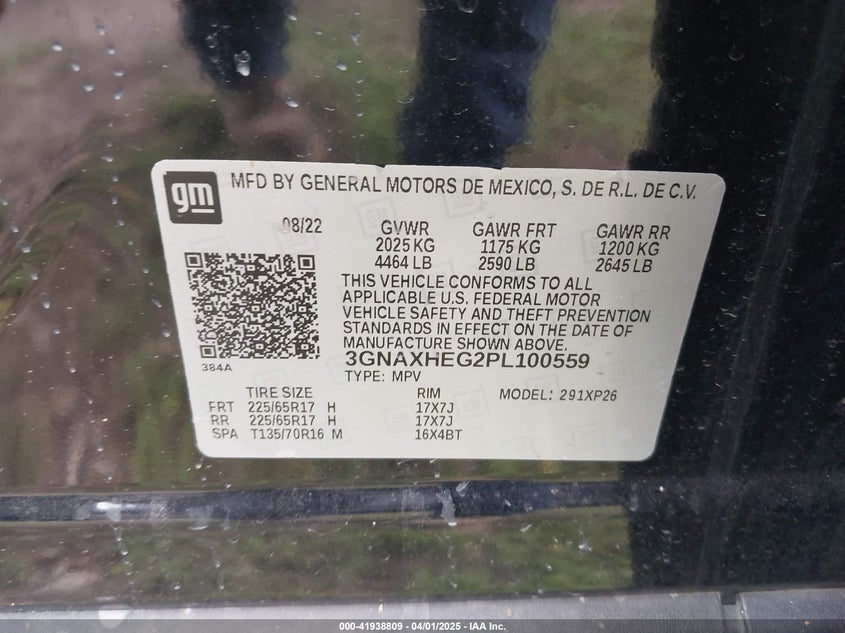 gm
MFD BY GENERAL MOTORS DE MEXICO, S. DE R.L. DE C.V.
08/22
GVWR GAWR FRT GAWR RR
2025 KG 1175 KG 1200 KG
4464 LB 2590 LB 2645 LB
THIS VEHICLE CONFORMS TO ALL
APPLICABLE U.S. FEDERAL MOTOR
VEHICLE SAFETY AND THEFT PREVENTION
STANDARDS IN EFFECT ON THE DATE OF
MANUFACTURE SHOWN ABOVE.
3GNAXHEG2PL100559
384A
TYPE: MPV
TIRE SIZE RIM MODEL: 291XP26
FRT 225/65R17 H 17X7J
RR 225/65R17 H 17X7J
SPA T135/70R16 M 16X4BT
000-41938809 - 04/01/2025 - IAA Inc.